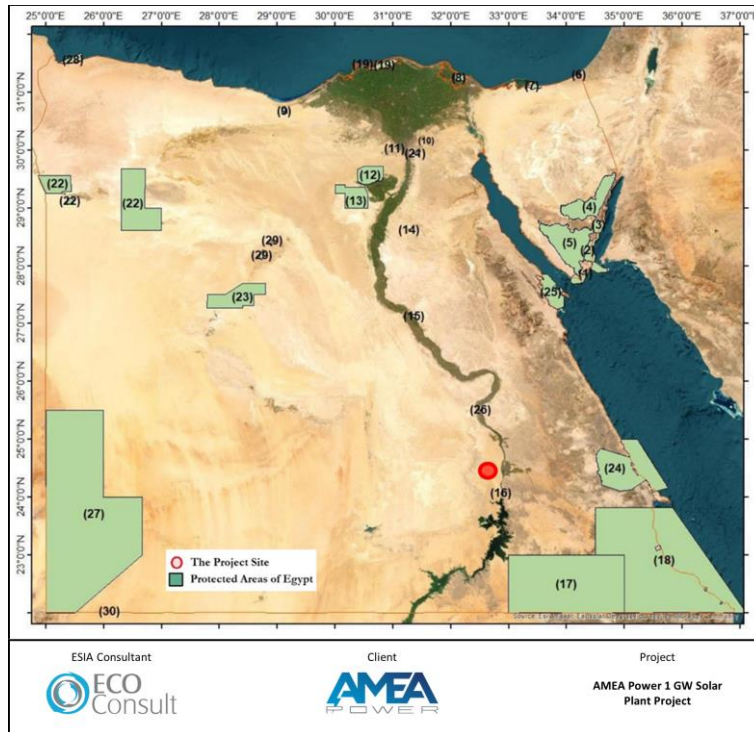 25°0'0"E 26°0'0"E 27°0'0"E 28°0'0"E 29°0'0"E 30°0'0"E 31°0'0"E 32°0'0"E 33°0'0"E 34°0'0"E 35°0'0"E 36°0'0"E 37°0'0"E
31°0'0"N
30°0'0"N
29°0'0"N
28°0'0"N
27°0'0"N
26°0'0"N
25°0'0"N
24°0'0"N
23°0'0"N
(28)
(19)
(19)
(8)
(7)
(6)
(9)
(10)
(11)
(21)
(12)
(13)
(22)
(22)
(22)
(4)
(3)
(5)
(2)
(1)
(25)
(14)
(29)
(29)
(23)
(15)
(26)
(24)
(16)
(27)
(18)
(17)
(30)
The Project Site
Protected Areas of Egypt
ESIA Consultant
ECO
Consult
Client
AMEA
POWER
Project
AMEA Power 1 GW Solar
Plant Project